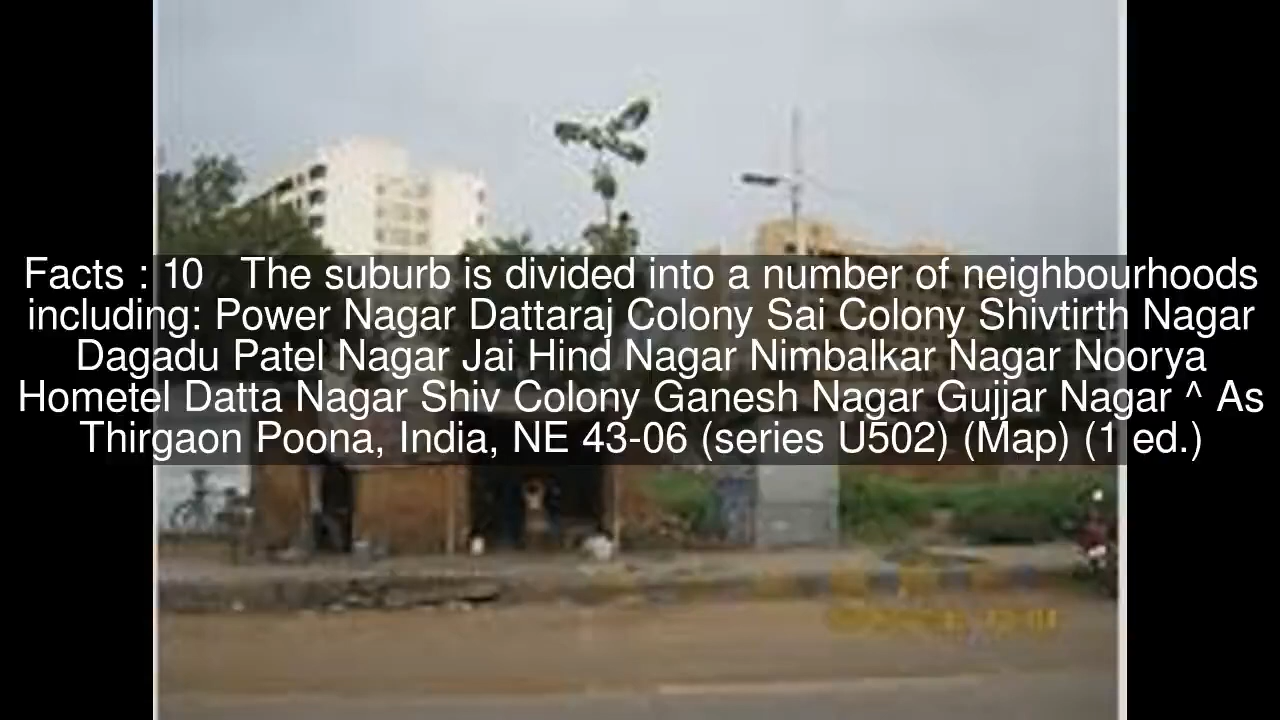 Facts : 10 The suburb is divided into a number of neighbourhoods
including: Power Nagar Dattaraj Colony Sai Colony Shivtirth Nagar
Dagadu Patel Nagar Jai Hind Nagar Nimbalkar Nagar Noorya
Hometel Datta Nagar Shiv Colony Ganesh Nagar Gujjar Nagar ^ As
Thirgaon Poona, India, NE 43-06 (series U502) (Map) (1 ed.)